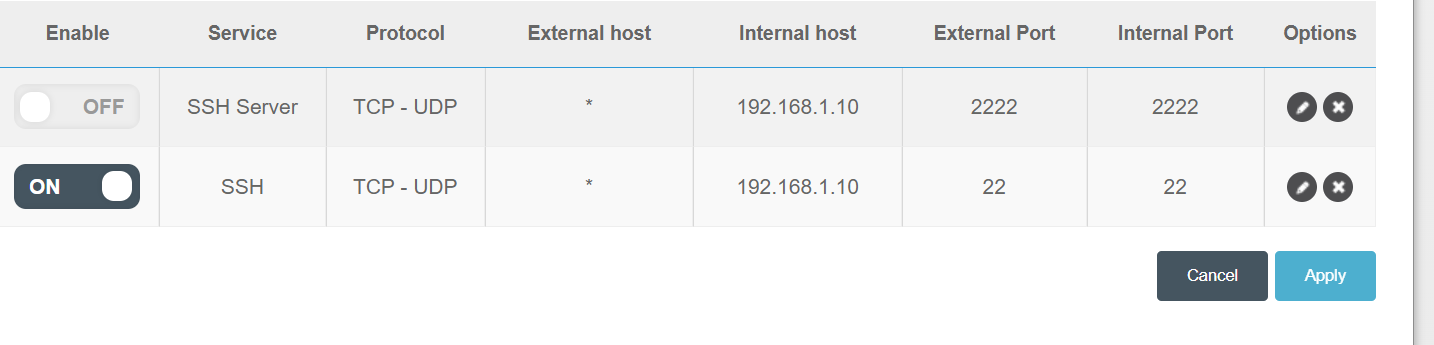 Enable Service Protocol External host Internal host External Port Internal Port Options
OFF SSH Server TCP - UDP * 192.168.1.10 2222 2222
ON SSH TCP - UDP * 192.168.1.10 22 22
Cancel Apply